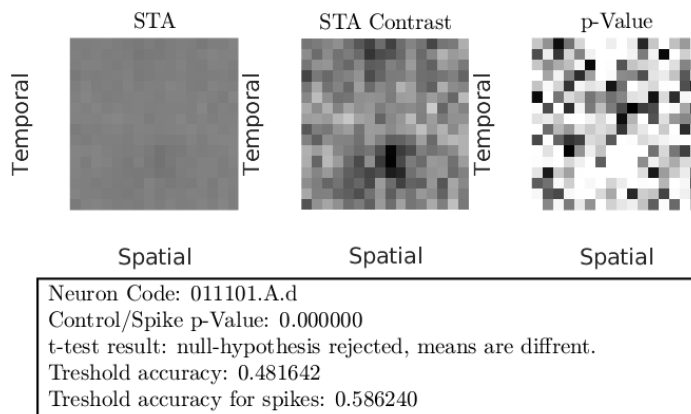 STA
STA Contrast
p-Value
Temporal
Temporal
Temporal
Spatial
Spatial
Spatial
Neuron Code: 011101.A.d
Control/Spike p-Value: 0.000000
t-test result: null-hypothesis rejected, means are diffrent.
Treshold accuracy: 0.481642
Treshold accuracy for spikes: 0.586240